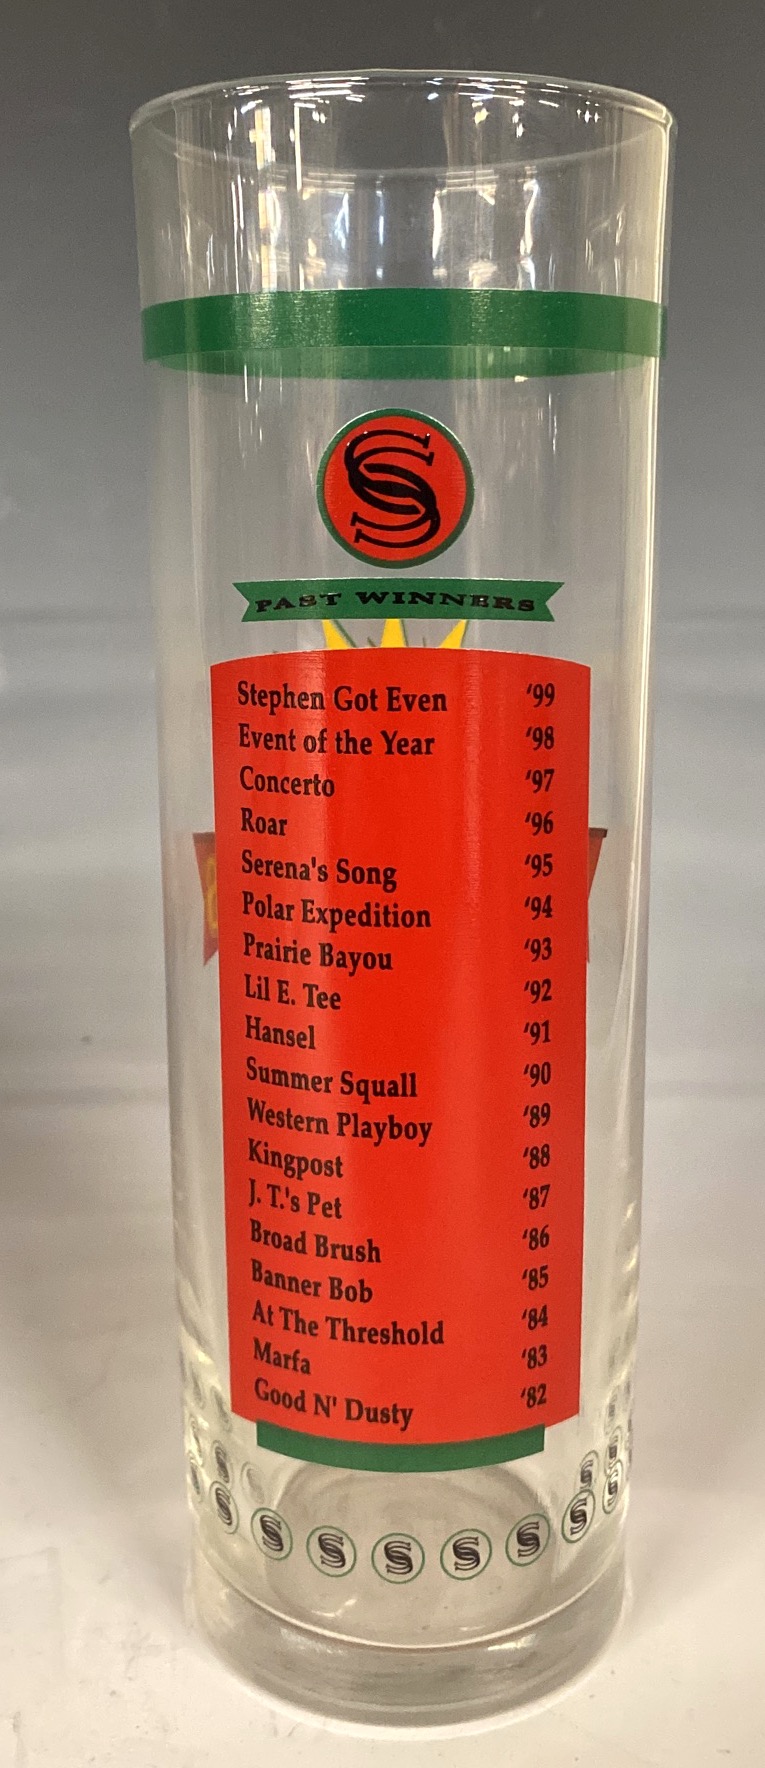 S
PAST WINNERS
Stephen Got Even '99
Event of the Year '98
Concerto '97
Roar '96
Serena's Song '95
Polar Expedition '94
Prairie Bayou '93
Lil E. Tee '92
Hansel '91
Summer Squall '90
Western Playboy '89
Kingpost '88
J. T.'s Pet '87
Broad Brush '86
Banner Bob '85
At The Threshold '84
Marfa '83
Good N' Dusty '82
S S S S S S S S S